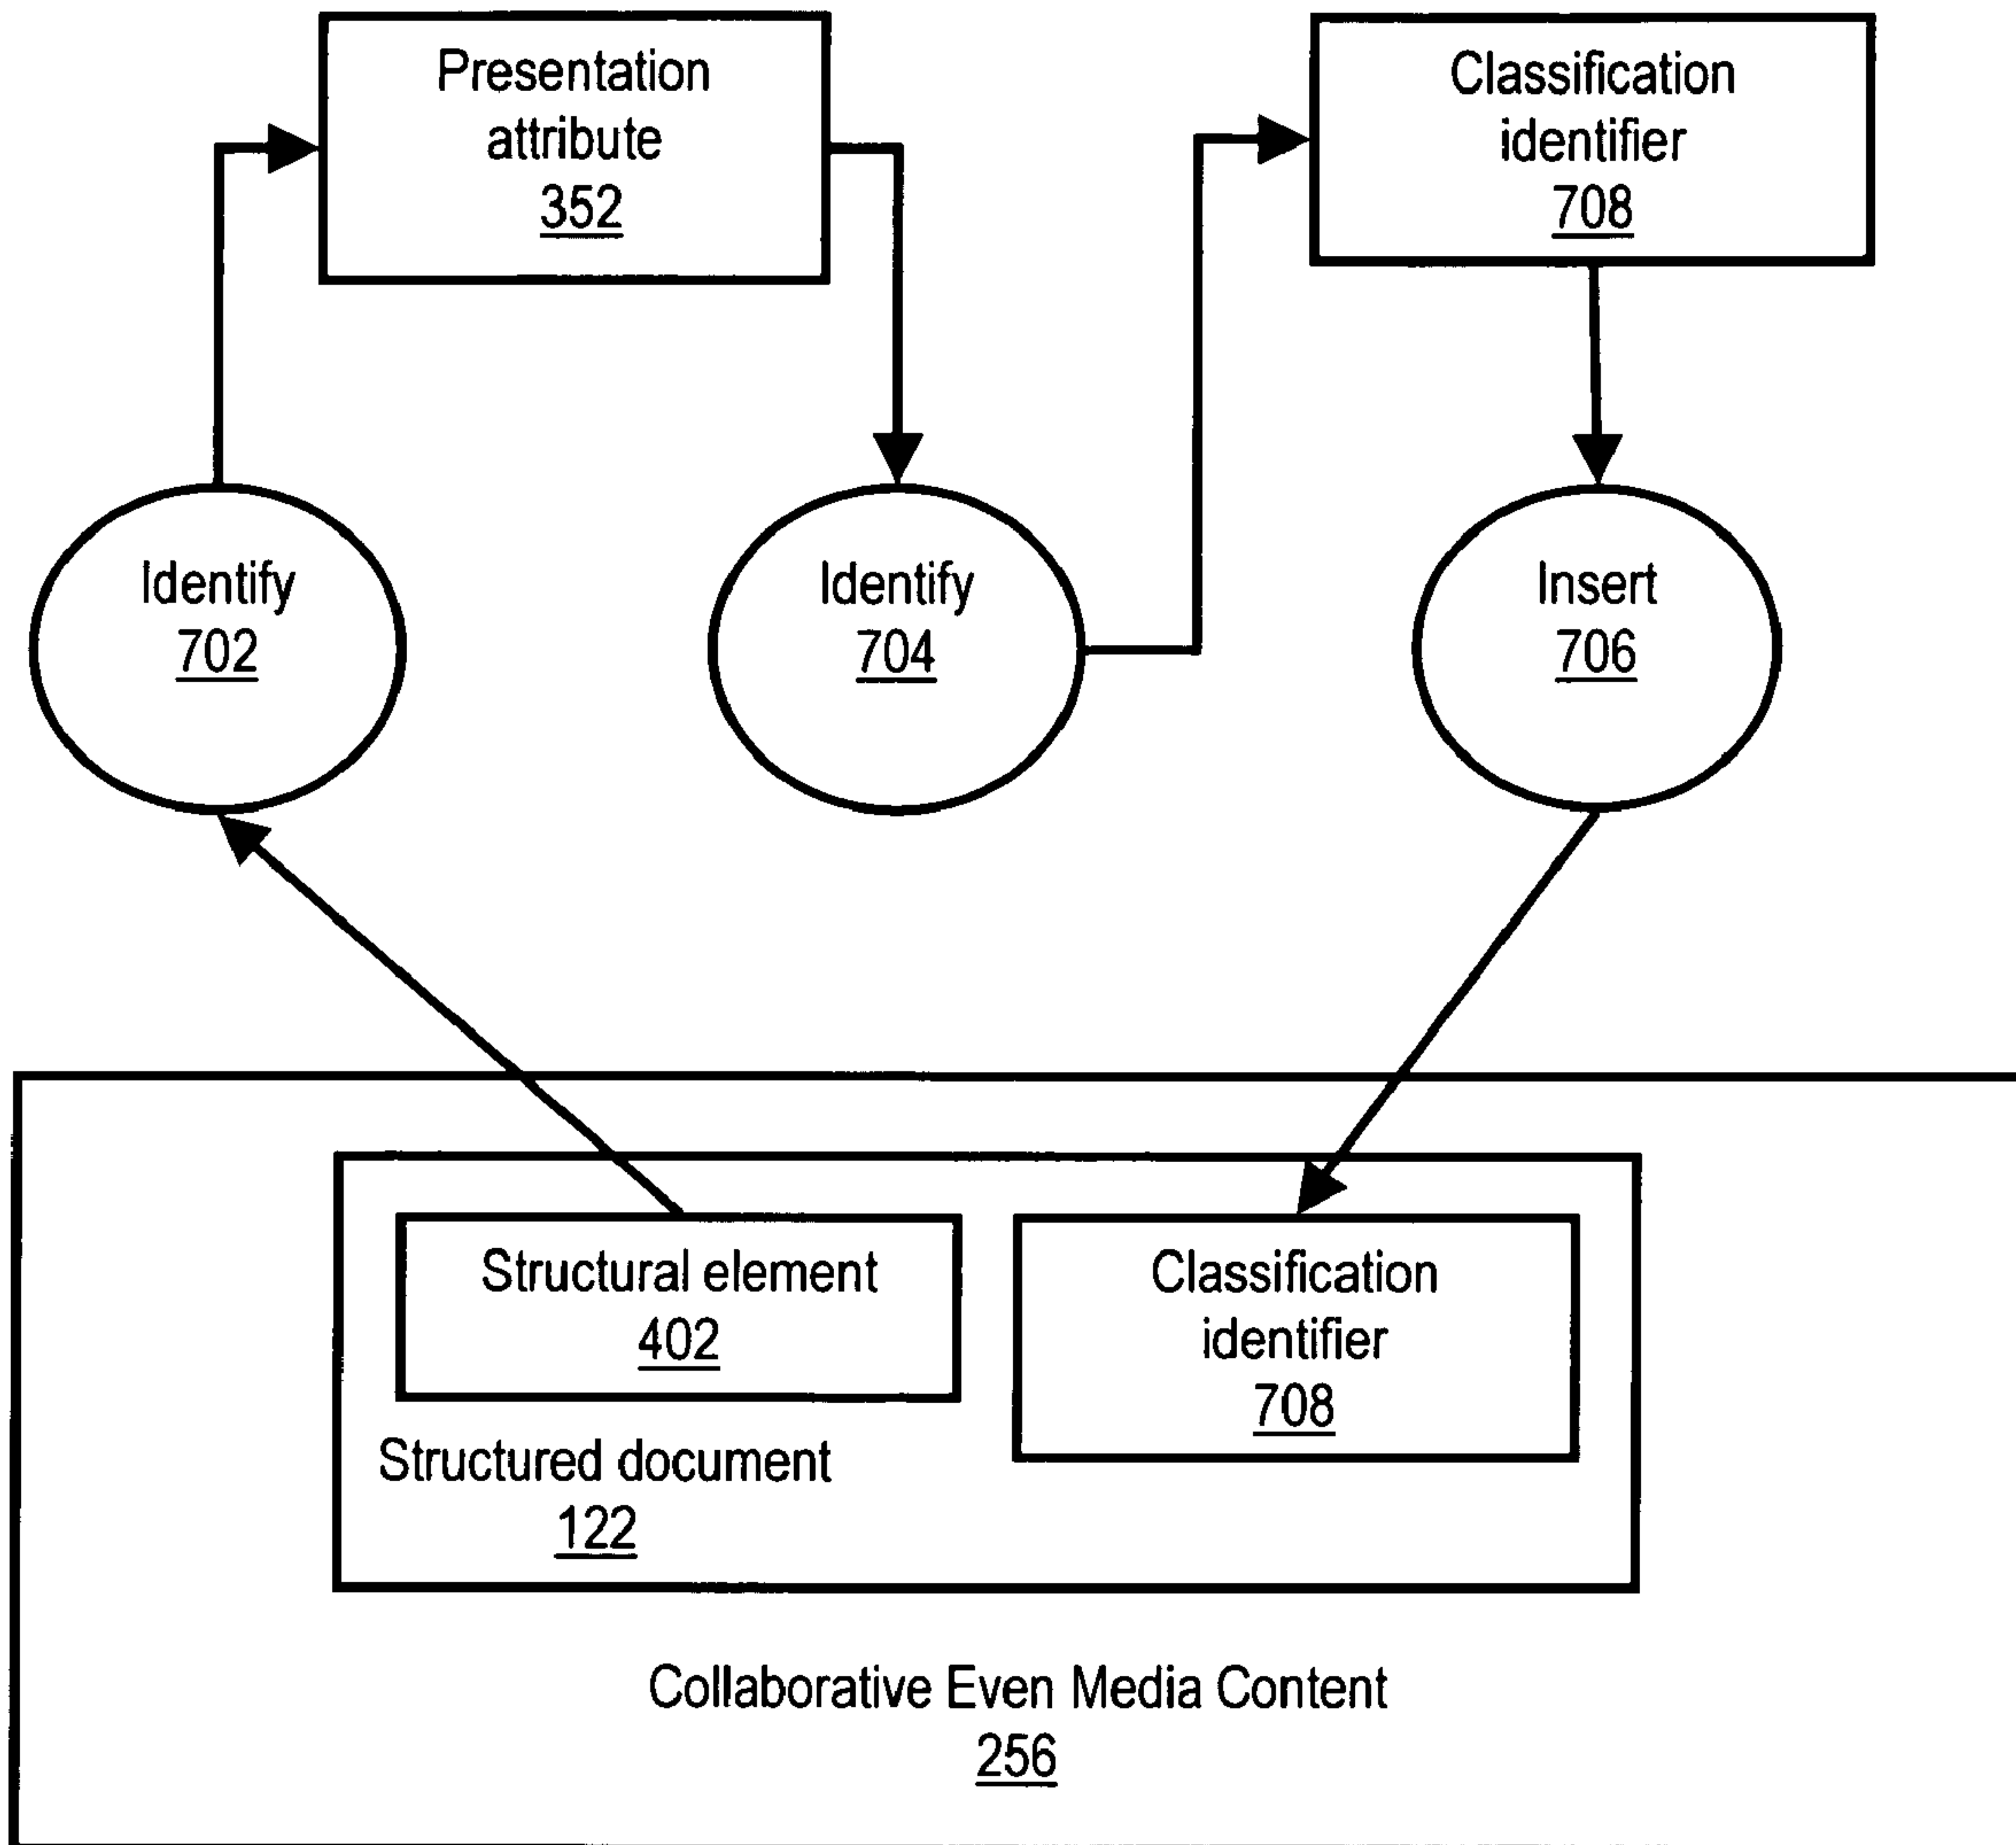 Presentation
attribute
352
Classification
identifier
708
Identify
702
Identify
704
Insert
706
Structural element
402
Classification
identifier
708
Structured document
122
Collaborative Even Media Content
256